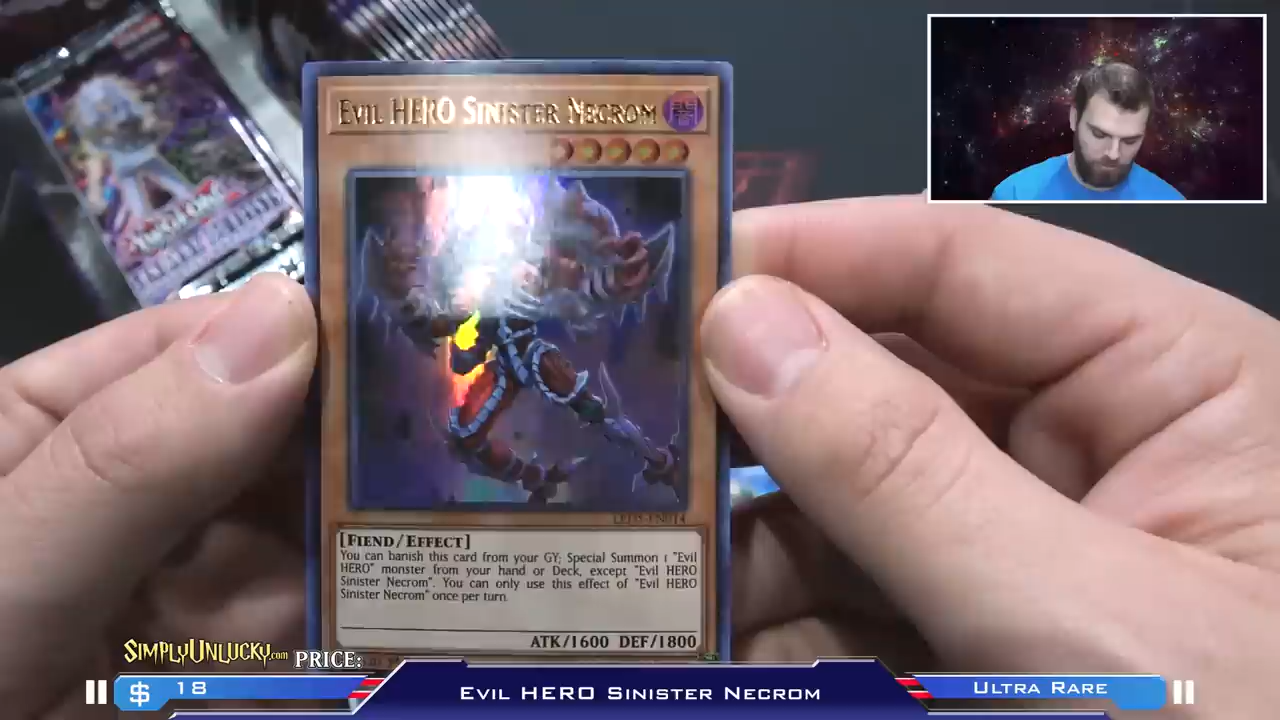 EVIL HERO SINISTER NECROM
LED5-EN014
[FIEND/EFFECT]
You can banish this card from your GY; Special Summon 1 "Evil
HERO" monster from your hand or Deck, except "Evil HERO
Sinister Necrom". You can only use this effect of "Evil HERO
Sinister Necrom" once per turn.
ATK/1600 DEF/1800
SIMPLYUNLUCKY.com PRICE:
$ 18
EVIL HERO SINISTER NECROM
ULTRA RARE